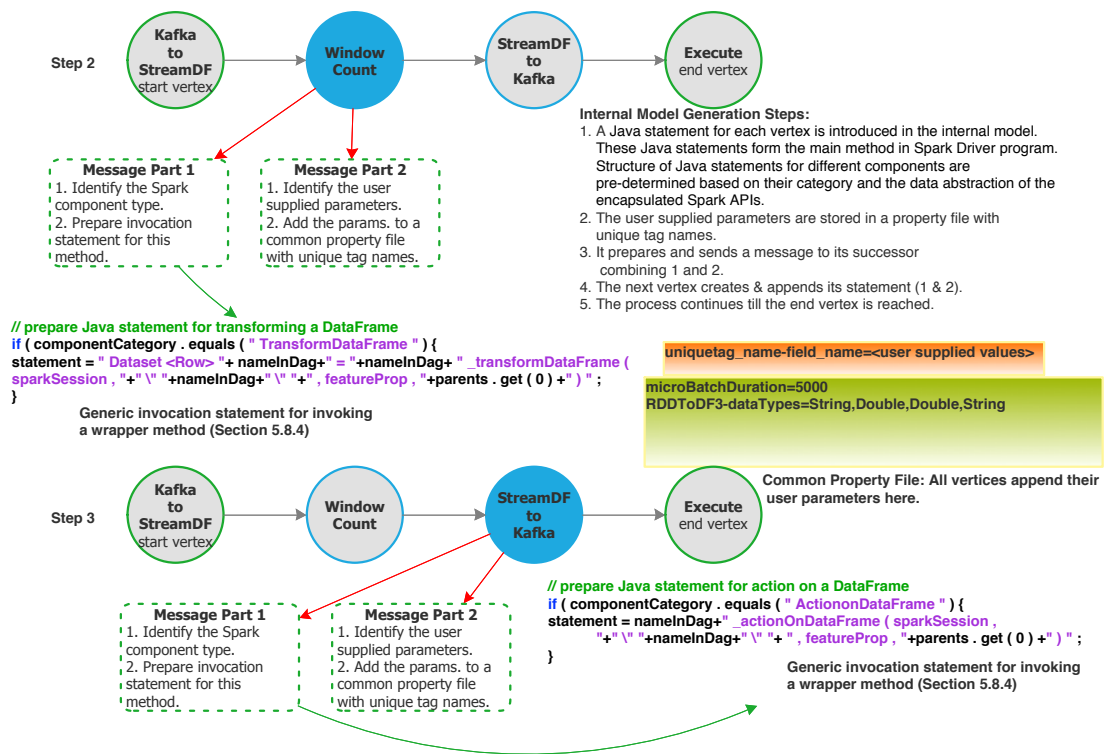 Step 2
Kafka
to
StreamDF
start vertex
Window
Count
StreamDF
to
Kafka
Execute
end vertex
Message Part 1
1. Identify the Spark
component type.
2. Prepare invocation
statement for this
method.
Message Part 2
1. Identify the user
supplied parameters.
2. Add the params. to a
common property file
with unique tag names.
Internal Model Generation Steps:
1. A Java statement for each vertex is introduced in the internal model.
These Java statements form the main method in Spark Driver program.
Structure of Java statements for different components are
pre-determined based on their category and the data abstraction of the
encapsulated Spark APIs.
2. The user supplied parameters are stored in a property file with
unique tag names.
3. It prepares and sends a message to its successor
combining 1 and 2.
4. The next vertex creates & appends its statement (1 & 2).
5. The process continues till the end vertex is reached.
// prepare Java statement for transforming a DataFrame
if ( componentCategory . equals ( " TransformDataFrame " ) {
statement = " Dataset <Row> "+ nameInDag+" = "+nameInDag+ " _transformDataFrame (
sparkSession , "+" \" "+nameInDag+" \" "+" , featureProp , "+parents . get ( 0 ) +" ) " ;
}
Generic invocation statement for invoking
a wrapper method (Section 5.8.4)
uniquetag_name-field_name=<user supplied values>
microBatchDuration=5000
RDDToDF3-dataTypes=String,Double,Double,String
Common Property File: All vertices append their
user parameters here.
Step 3
Kafka
to
StreamDF
start vertex
Window
Count
StreamDF
to
Kafka
Execute
end vertex
Message Part 1
1. Identify the Spark
component type.
2. Prepare invocation
statement for this
method.
Message Part 2
1. Identify the user
supplied parameters.
2. Add the params. to a
common property file
with unique tag names.
// prepare Java statement for action on a DataFrame
if ( componentCategory . equals ( " ActiononDataFrame " ) {
statement = nameInDag+" _actionOnDataFrame ( sparkSession ,
"+" \" "+nameInDag+" \" "+ " , featureProp , "+parents . get ( 0 ) +" ) " ;
}
Generic invocation statement for invoking
a wrapper method (Section 5.8.4)